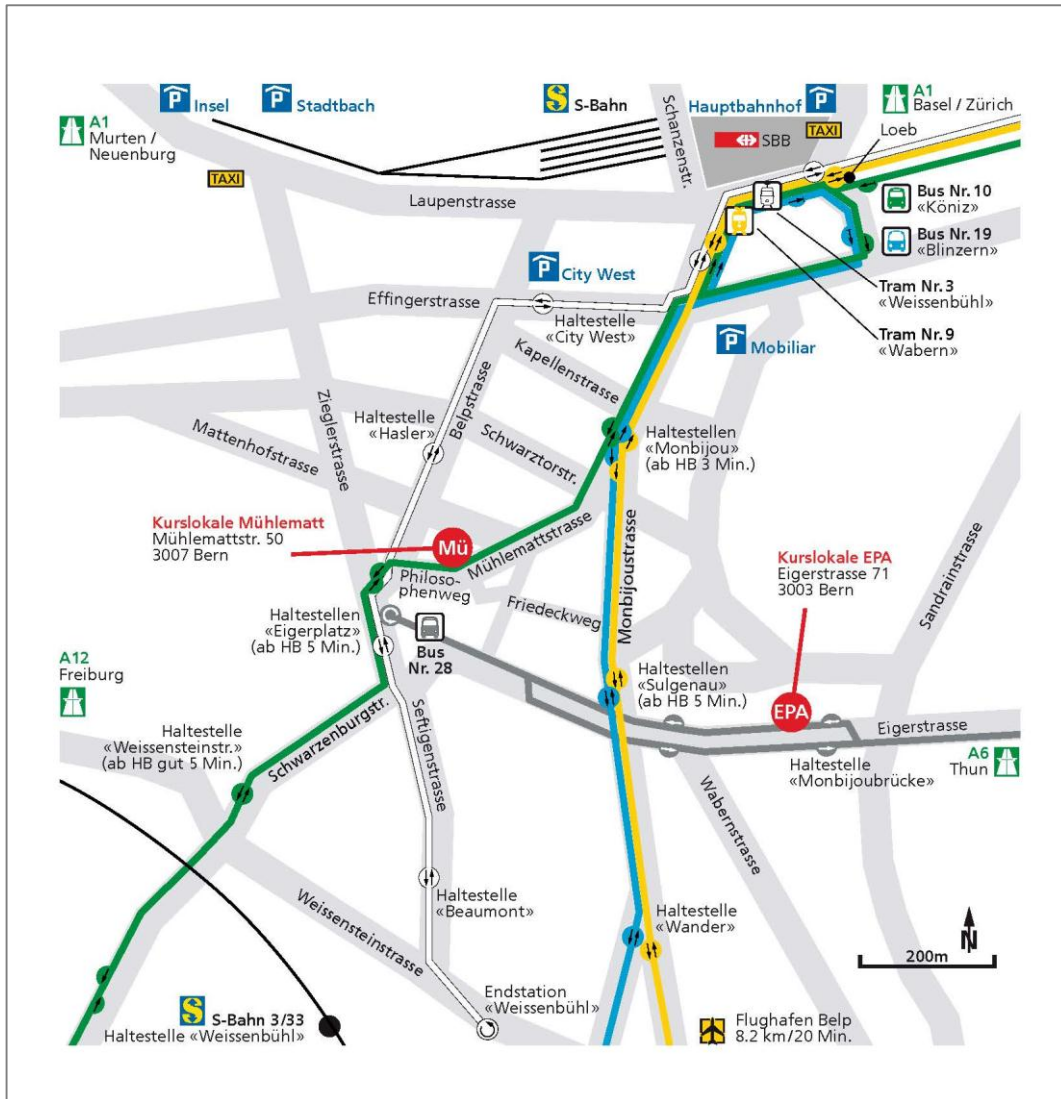 P Insel
P Stadtbach
S S-Bahn
Schanzenstr.
Hauptbahnhof P
A1
Basel / Zürich
A1
Murten /
Neuenburg
TAXI
SBB
TAXI
Loeb
Laupenstrasse
Bus Nr. 10
«Köniz»
Bus Nr. 19
«Blinzern»
P City West
Effingerstrasse
Haltestelle
«City West»
Tram Nr. 3
«Weissenbühl»
Tram Nr. 9
«Wabern»
P Mobiliar
Kapellenstrasse
Zieglerstrasse
Haltestelle
«Hasler»
Belpstrasse
Mattenhofstrasse
Schwarztorstr.
Haltestellen
«Monbijou»
(ab HB 3 Min.)
Kurslokale Mühlematt
Mühlemattstr. 50
3007 Bern
Mü
Mühlemattstrasse
Monbijoustrasse
Kurslokale EPA
Eigerstrasse 71
3003 Bern
Sandrainstrasse
Philoso-
phenweg
Friedeckweg
Haltestellen
«Eigerplatz»
(ab HB 5 Min.)
Bus
Nr. 28
A12
Freiburg
Haltestellen
«Sulgenau»
(ab HB 5 Min.)
EPA
Eigerstrasse
Haltestelle
«Weissensteinstr.»
(ab HB gut 5 Min.)
Schwarzenburgstr.
Seftigenstrasse
Haltestelle
«Monbijoubrücke»
A6
Thun
Wabernstrasse
Haltestelle
«Beaumont»
Weissensteinstrasse
Haltestelle
«Wander»
N
200m
S S-Bahn 3/33
Haltestelle «Weissenbühl»
Endstation
«Weissenbühl»
Flughafen Belp
8.2 km/20 Min.